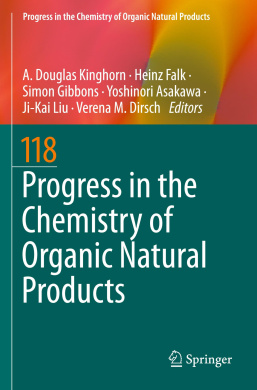 Progress in the Chemistry of Organic Natural Products
A. Douglas Kinghorn · Heinz Falk ·
Simon Gibbons · Yoshinori Asakawa ·
Ji-Kai Liu · Verena M. Dirsch Editors
118
Progress in the
Chemistry of
Organic Natural
Products
Springer